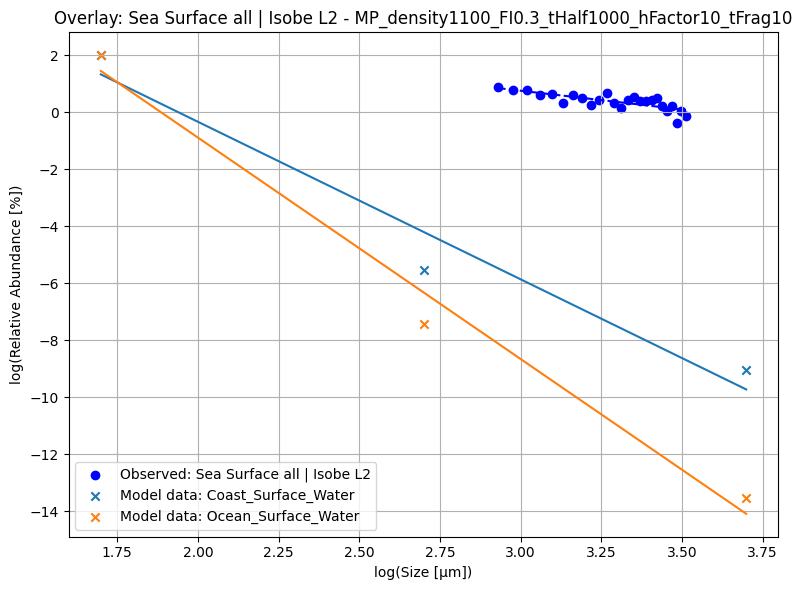 Overlay: Sea Surface all | Isobe L2 - MP_density1100_FI0.3_tHalf1000_hFactor10_tFrag10
log(Relative Abundance [%])
2
0
−2
−4
−6
−8
−10
−12
−14
Observed: Sea Surface all | Isobe L2
Model data: Coast_Surface_Water
Model data: Ocean_Surface_Water
1.75 2.00 2.25 2.50 2.75 3.00 3.25 3.50 3.75
log(Size [μm])